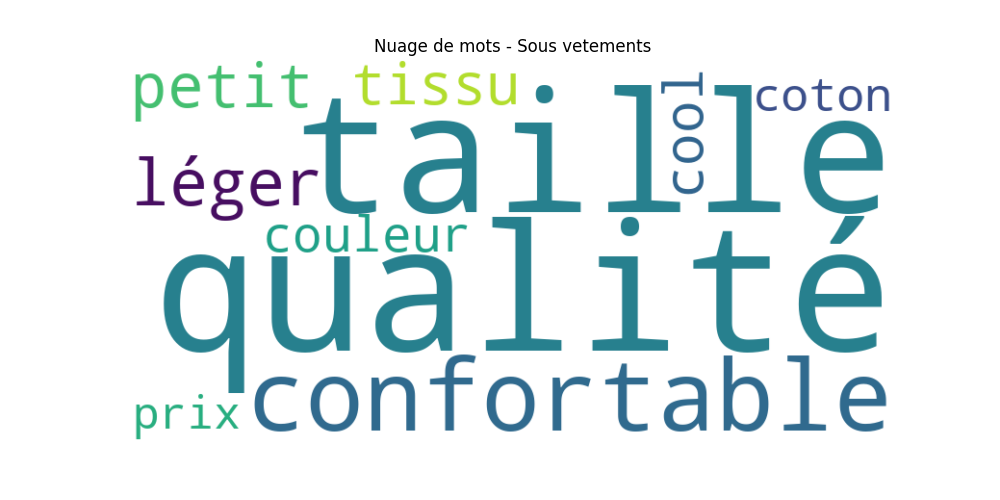 Nuage de mots - Sous vetements
petit
tissu
cool
coton
taille
léger
couleur
qualité
confortable
prix